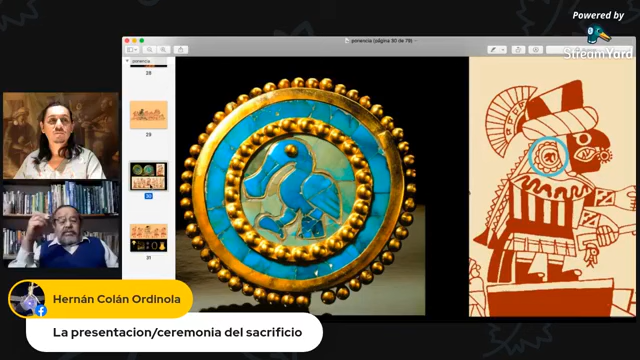 Powered by
StreamYard
ponencia (página 30 de 79)
ponencia
28
29
30
31
Hernán Colán Ordinola
La presentacion/ceremonia del sacrificio